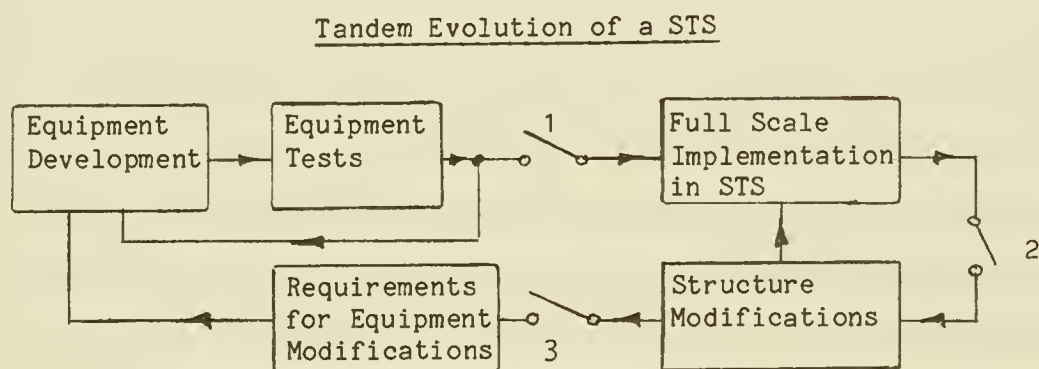 Tandem Evolution of a STS
Equipment
Development
Equipment
Tests
1
Full Scale
Implementation
in STS
2
Requirements
for Equipment
Modifications
3
Structure
Modifications